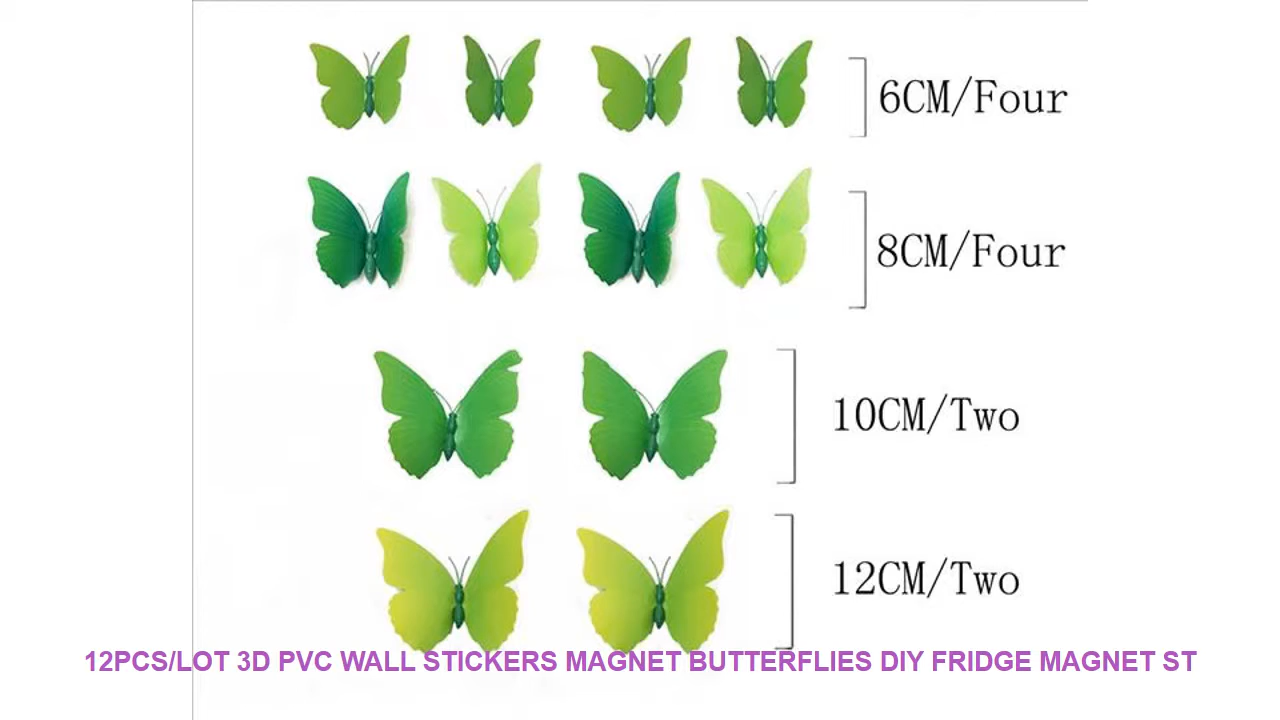 6CM/Four
8CM/Four
10CM/Two
12CM/Two
12PCS/LOT 3D PVC WALL STICKERS MAGNET BUTTERFLIES DIY FRIDGE MAGNET ST